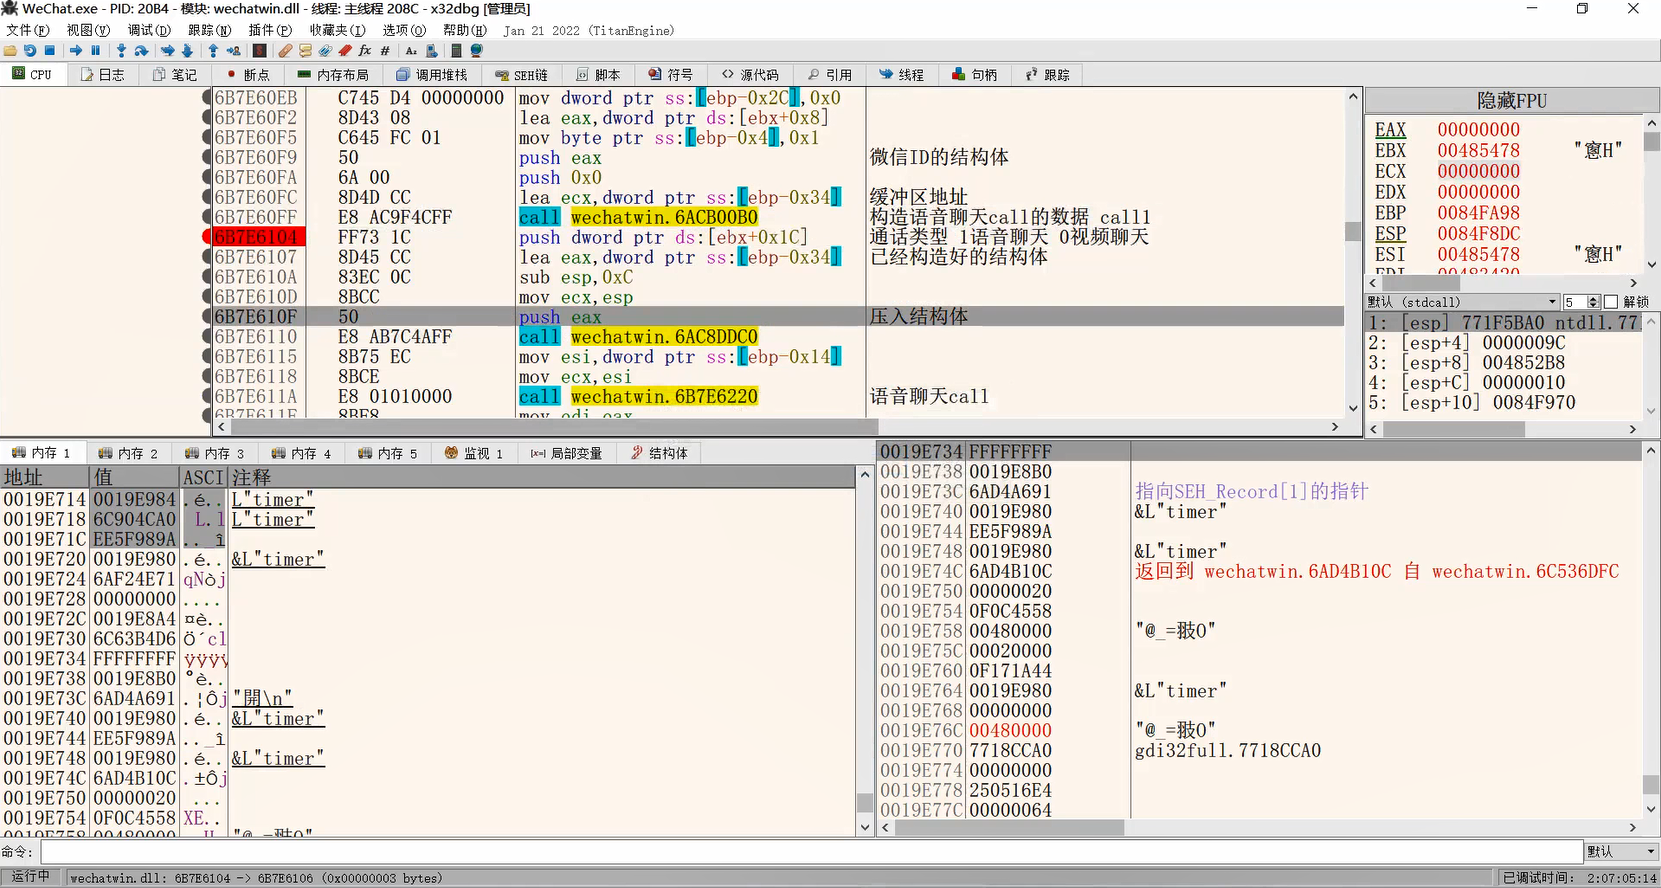 WeChat.exe - PID: 20B4 - 模块: wechatwin.dll - 线程: 主线程 208C - x32dbg [管理员]
文件(F) 视图(V) 调试(D) 跟踪(N) 插件(P) 收藏夹(I) 选项(O) 帮助(H) Jan 21 2022 (TitanEngine)
CPU 日志 笔记 断点 内存布局 调用堆栈 SEH链 脚本 符号 源代码 引用 线程 句柄 跟踪
6B7E60EB C745 D4 00000000 mov dword ptr ss:[ebp-0x2C],0x0
6B7E60F2 8D43 08 lea eax,dword ptr ds:[ebx+0x8]
6B7E60F5 C645 FC 01 mov byte ptr ss:[ebp-0x4],0x1
6B7E60F9 50 push eax 微信ID的结构体
6B7E60FA 6A 00 push 0x0
6B7E60FC 8D4D CC lea ecx,dword ptr ss:[ebp-0x34] 缓冲区地址
6B7E60FF E8 AC9F4CFF call wechatwin.6ACB00B0 构造语音聊天call的数据 call1
6B7E6104 FF73 1C push dword ptr ds:[ebx+0x1C] 通话类型 1语音聊天 0视频聊天
6B7E6107 8D45 CC lea eax,dword ptr ss:[ebp-0x34] 已经构造好的结构体
6B7E610A 83EC 0C sub esp,0xC
6B7E610D 8BCC mov ecx,esp
6B7E610F 50 push eax 压入结构体
6B7E6110 E8 AB7C4AFF call wechatwin.6AC8DDC0
6B7E6115 8B75 EC mov esi,dword ptr ss:[ebp-0x14]
6B7E6118 8BCE mov ecx,esi
6B7E611A E8 01010000 call wechatwin.6B7E6220 语音聊天call
6B7E611F 8BF8 mov edi,eax
隐藏FPU
EAX 00000000
EBX 00485478 "窻H"
ECX 00000000
EDX 00000000
EBP 0084FA98
ESP 0084F8DC
ESI 00485478 "窻H"
默认 (stdcall) 5 解锁
1: [esp] 771F5BA0 ntdll.771
2: [esp+4] 0000009C
3: [esp+8] 004852B8
4: [esp+C] 00000010
5: [esp+10] 0084F970
内存 1 内存 2 内存 3 内存 4 内存 5 监视 1 [x=] 局部变量 结构体
地址 值 ASCI 注释
0019E714 0019E984 .é.. L"timer"
0019E718 6C904CA0 L.l L"timer"
0019E71C EE5F989A .._î
0019E720 0019E980 .é.. &L"timer"
0019E724 6AF24E71 qNòj
0019E728 00000000 ....
0019E72C 0019E8A4 ¤è..
0019E730 6C63B4D6 Ö´cl
0019E734 FFFFFFFF ÿÿÿÿ
0019E738 0019E8B0 °è..
0019E73C 6AD4A691 .¦Ôj "開\n"
0019E740 0019E980 .é.. &L"timer"
0019E744 EE5F989A .._î
0019E748 0019E980 .é.. &L"timer"
0019E74C 6AD4B10C .±Ôj
0019E750 00000020 ...
0019E754 0F0C4558 XE..
0019E758 00480000
0019E734 FFFFFFFF
0019E738 0019E8B0
0019E73C 6AD4A691 指向SEH_Record[1]的指针
0019E740 0019E980 &L"timer"
0019E744 EE5F989A
0019E748 0019E980 &L"timer"
0019E74C 6AD4B10C 返回到 wechatwin.6AD4B10C 自 wechatwin.6C536DFC
0019E750 00000020
0019E754 0F0C4558
0019E758 00480000
0019E75C 00020000
0019E760 0F171A44
0019E764 0019E980 &L"timer"
0019E768 00000000
0019E76C 00480000
0019E770 7718CCA0 gdi32full.7718CCA0
0019E774 00000000
0019E778 250516E4
0019E77C 00000064
命令: 默认
运行中 wechatwin.dll: 6B7E6104 -> 6B7E6106 (0x00000003 bytes) 已调试时间: 2:07:05:14